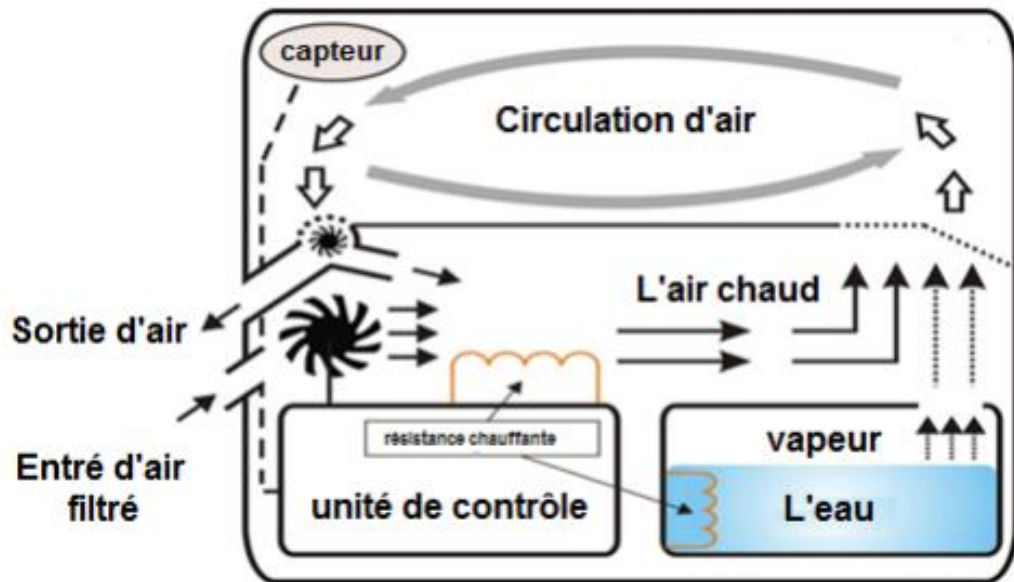 capteur
Circulation d'air
L'air chaud
Sortie d'air
résistance chauffante
vapeur
Entré d'air
filtré
unité de contrôle
L'eau